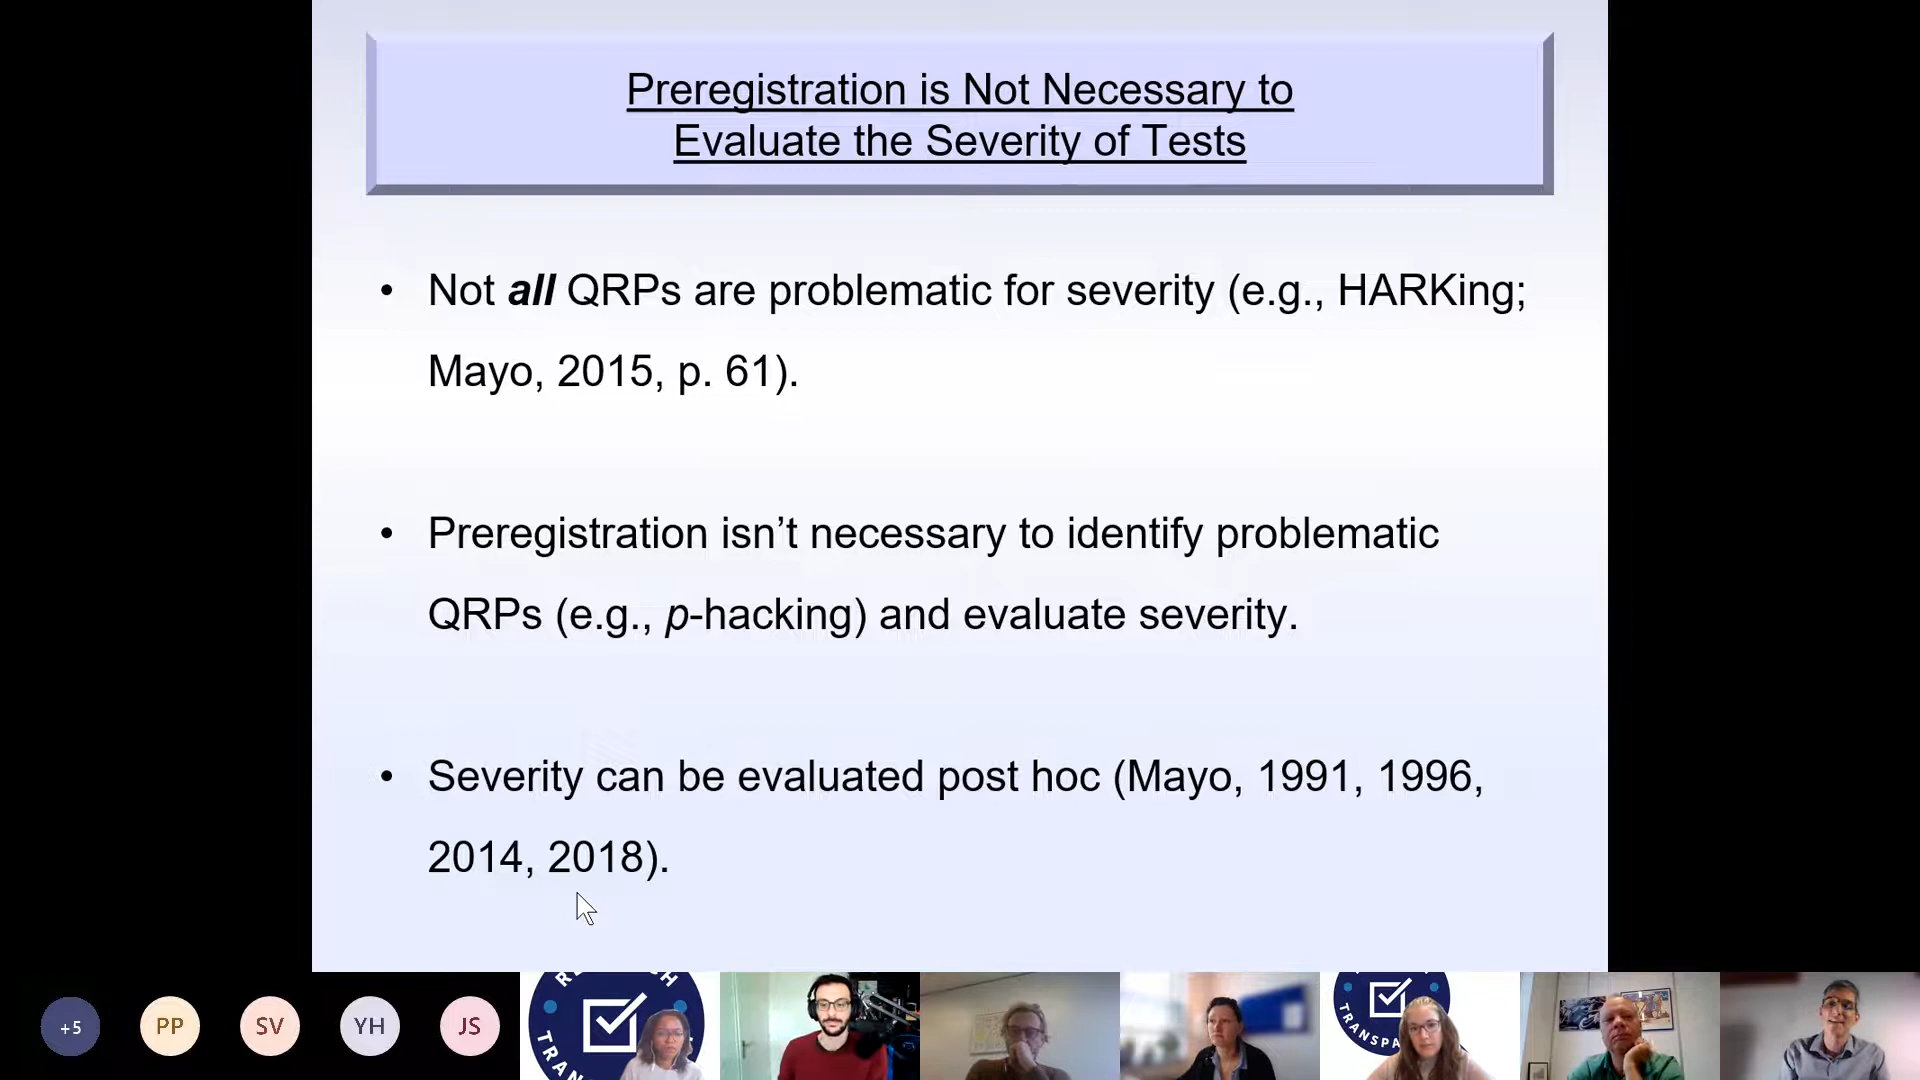 Preregistration is Not Necessary to
Evaluate the Severity of Tests
• Not all QRPs are problematic for severity (e.g., HARKing;
Mayo, 2015, p. 61).
• Preregistration isn’t necessary to identify problematic
QRPs (e.g., p-hacking) and evaluate severity.
• Severity can be evaluated post hoc (Mayo, 1991, 1996,
2014, 2018).
+5
PP
SV
YH
JS